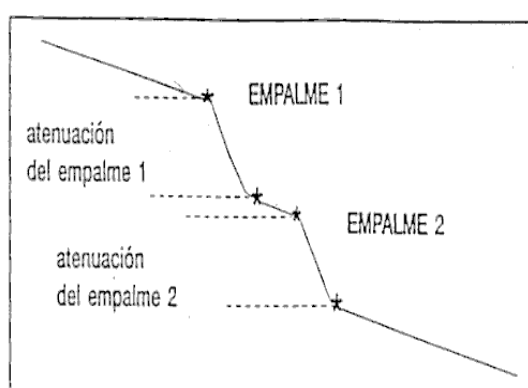 EMPALME 1
atenuación
del empalme 1
EMPALME 2
atenuación
del empalme 2